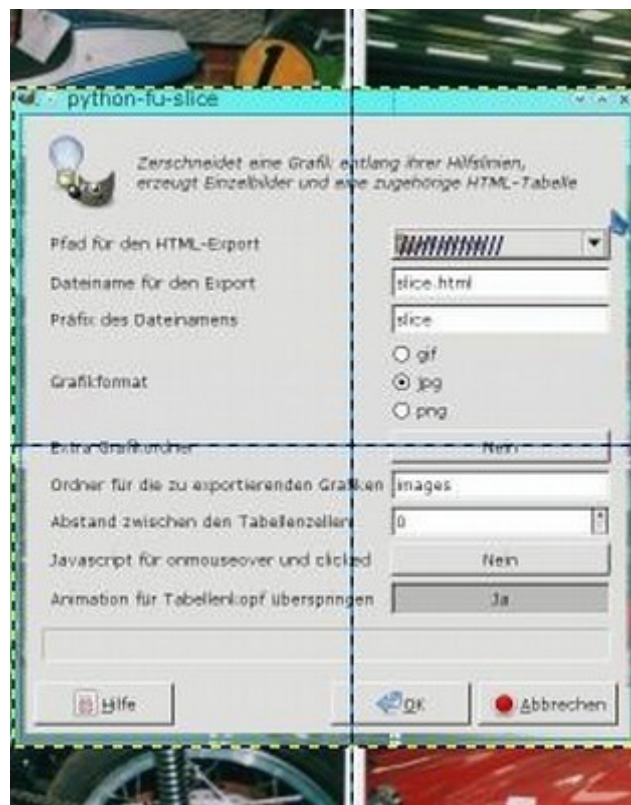 python-fu-slice
Zerschneidet eine Grafik entlang ihrer Hilfslinien,
erzeugt Einzelbilder und eine zugehörige HTML-Tabelle
Pfad für den HTML-Export
Dateiname für den Export slice.html
Präfix des Dateinamens slice
gif
Grafikformat jpg
png
Extra Grafikordner Nein
Ordner für die zu exportierenden Grafiken images
Abstand zwischen den Tabellenzellen 0
Javascript für onmouseover und clicked Nein
Animation für Tabellenkopf überspringen Ja
Hilfe OK Abbrechen
1